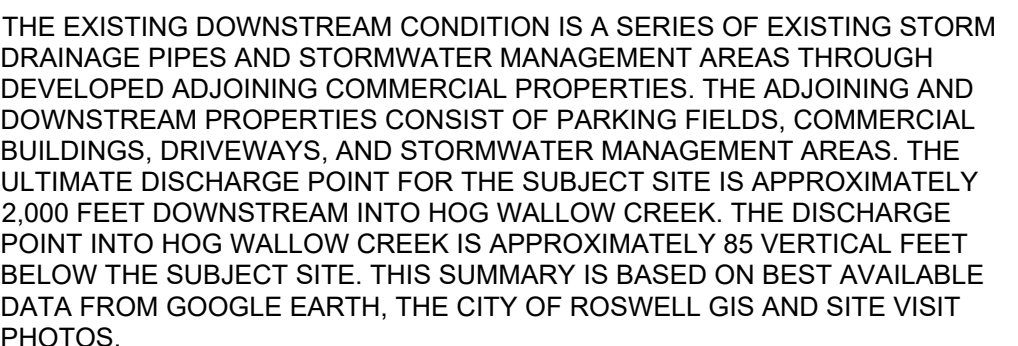 THE EXISTING DOWNSTREAM CONDITION IS A SERIES OF EXISTING STORM
DRAINAGE PIPES AND STORMWATER MANAGEMENT AREAS THROUGH
DEVELOPED ADJOINING COMMERCIAL PROPERTIES. THE ADJOINING AND
DOWNSTREAM PROPERTIES CONSIST OF PARKING FIELDS, COMMERCIAL
BUILDINGS, DRIVEWAYS, AND STORMWATER MANAGEMENT AREAS. THE
ULTIMATE DISCHARGE POINT FOR THE SUBJECT SITE IS APPROXIMATELY
2,000 FEET DOWNSTREAM INTO HOG WALLOW CREEK. THE DISCHARGE
POINT INTO HOG WALLOW CREEK IS APPROXIMATELY 85 VERTICAL FEET
BELOW THE SUBJECT SITE. THIS SUMMARY IS BASED ON BEST AVAILABLE
DATA FROM GOOGLE EARTH, THE CITY OF ROSWELL GIS AND SITE VISIT
PHOTOS.